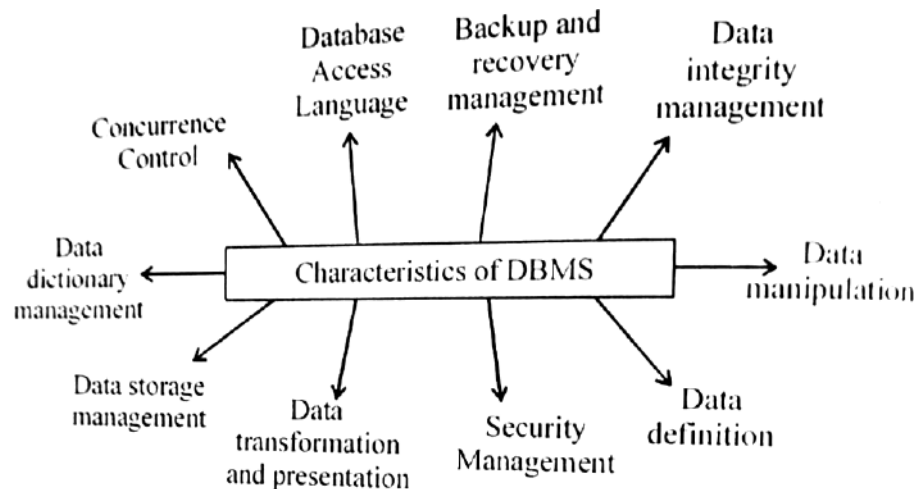 Database
Access
Language
Backup and
recovery
management
Data
integrity
management
Concurrence
Control
Data
dictionary
management
Characteristics of DBMS
Data
manipulation
Data storage
management
Data
transformation
and presentation
Security
Management
Data
definition